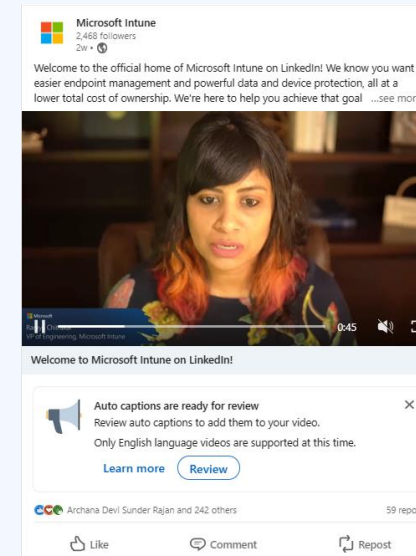 Microsoft Intune
2,468 followers
2w •
Welcome to the official home of Microsoft Intune on LinkedIn! We know you want
easier endpoint management and powerful data and device protection, all at a
lower total cost of ownership. We're here to help you achieve that goal ...see mor
Microsoft
VP of Engineering, Microsoft Intune
0:45
Welcome to Microsoft Intune on LinkedIn!
Auto captions are ready for review
Review auto captions to add them to your video.
Only English language videos are supported at this time.
Learn more Review
Archana Devi Sunder Rajan and 242 others 59 repo
Like Comment Repost